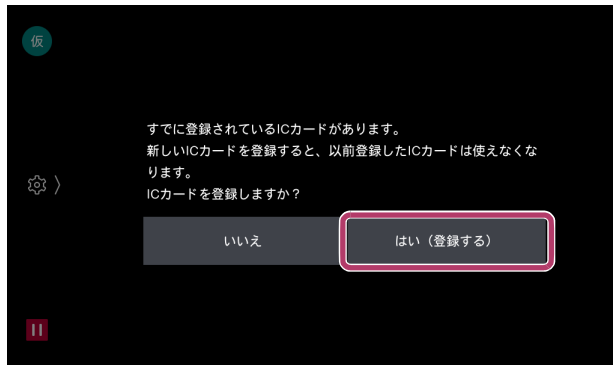 仮
すでに登録されているICカードがあります。
新しいICカードを登録すると、以前登録したICカードは使えなくな
ります。
ICカードを登録しますか？
いいえ
はい（登録する）